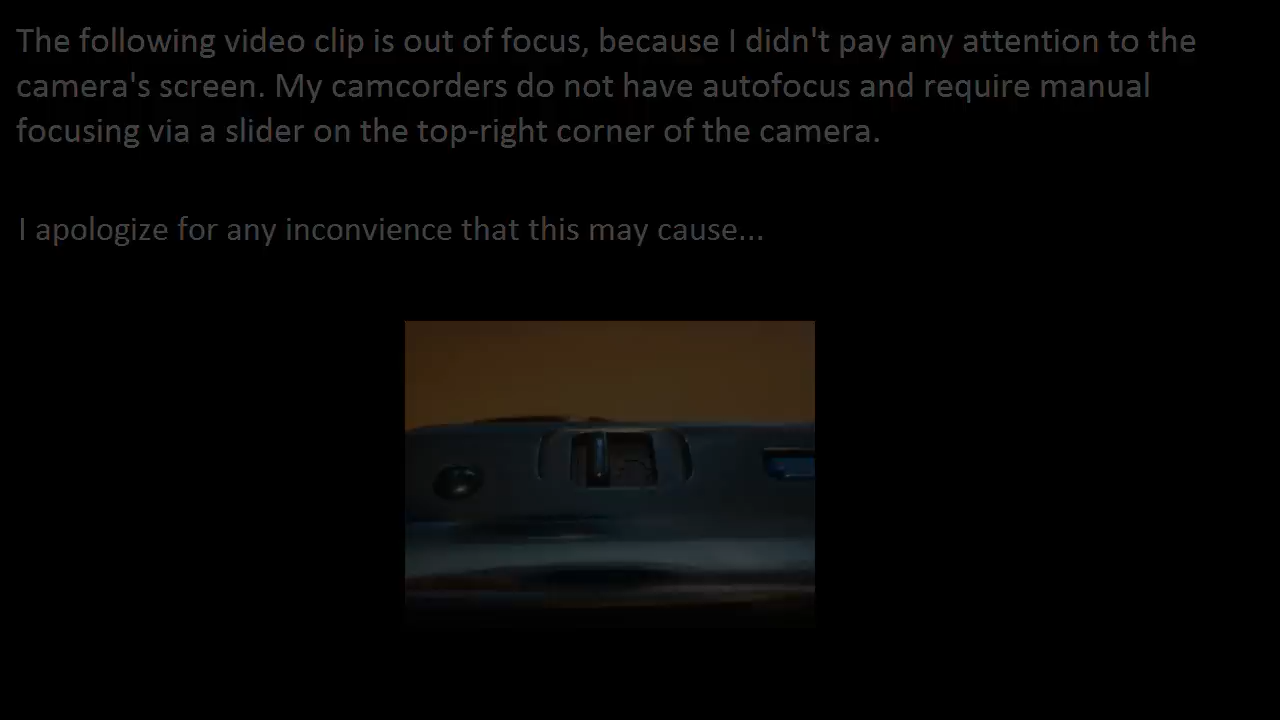 The following video clip is out of focus, because I didn't pay any attention to the
camera's screen. My camcorders do not have autofocus and require manual
focusing via a slider on the top-right corner of the camera.
I apologize for any inconvience that this may cause...